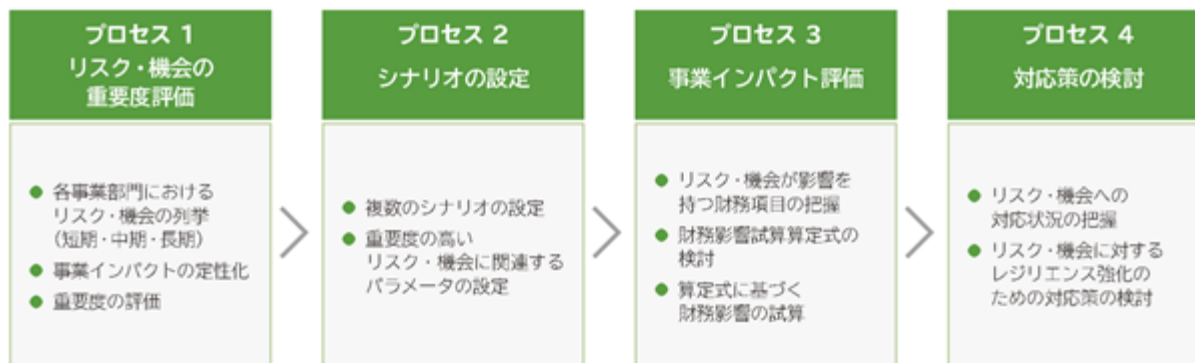 プロセス 1
リスク・機会の
重要度評価
各事業部門における
リスク・機会の列挙
（短期・中期・長期）
事業インパクトの定性化
重要度の評価
プロセス 2
シナリオの設定
複数のシナリオの設定
重要度の高い
リスク・機会に関連する
パラメータの設定
プロセス 3
事業インパクト評価
リスク・機会が影響を
持つ財務項目の把握
財務影響試算算定式の
検討
算定式に基づく
財務影響の試算
プロセス 4
対応策の検討
リスク・機会への
対応状況の把握
リスク・機会に対する
レジリエンス強化の
ための対応策の検討